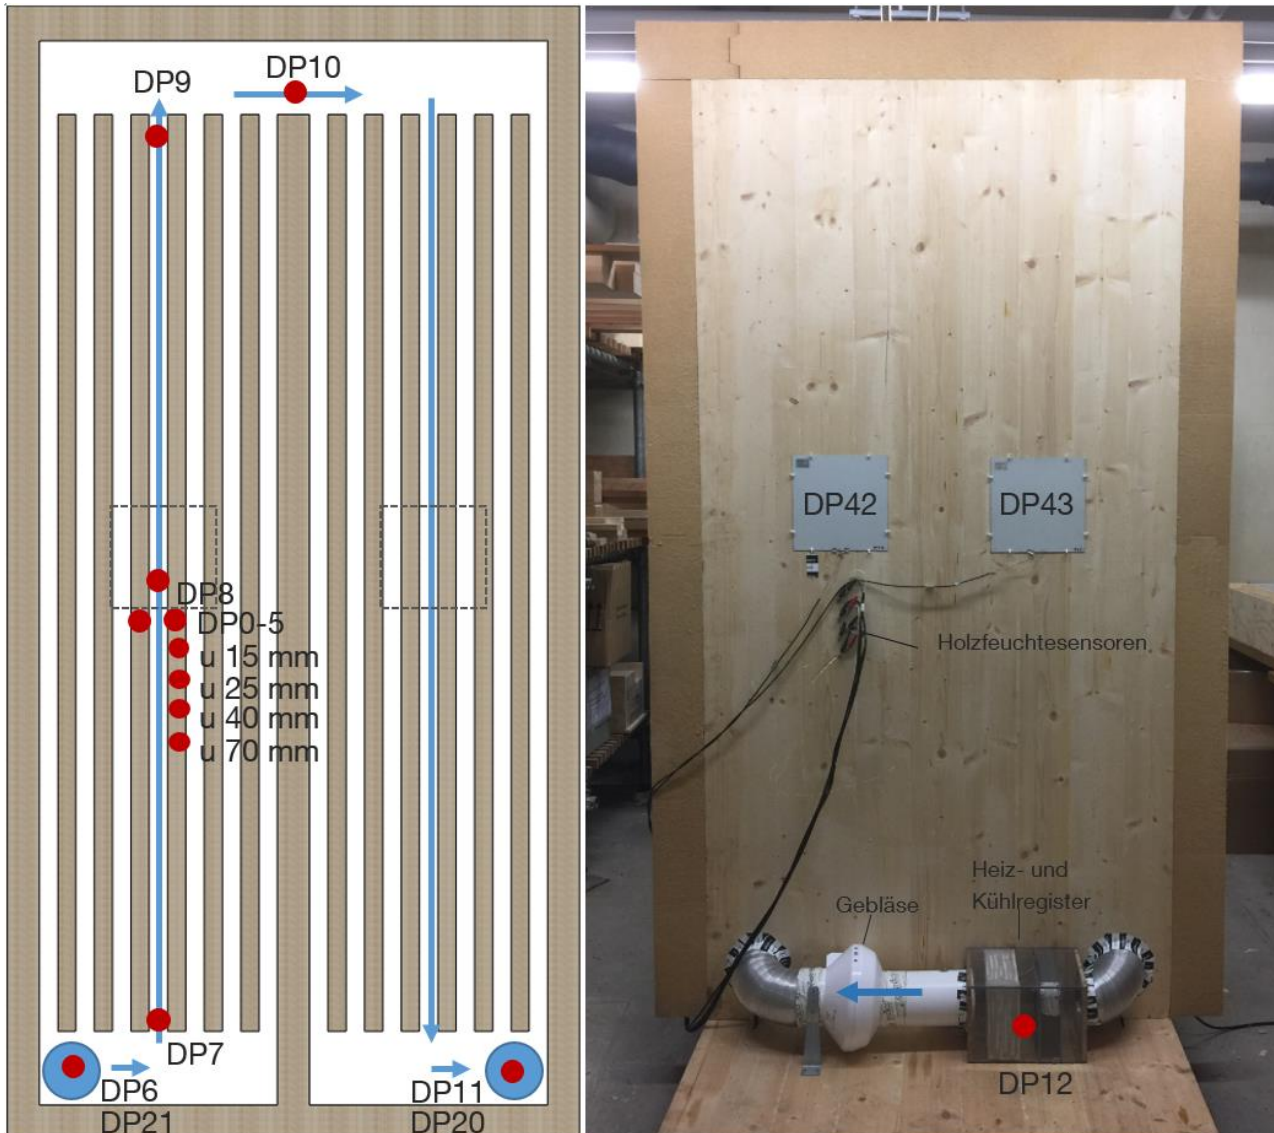 DP10
DP9
DP8
DP0-5
u 15 mm
u 25 mm
u 40 mm
u 70 mm
DP7
DP6
DP21
DP11
DP20
DP42
DP43
Holzfeuchtesensoren
Heiz- und
Kühlregister
Gebläse
DP12